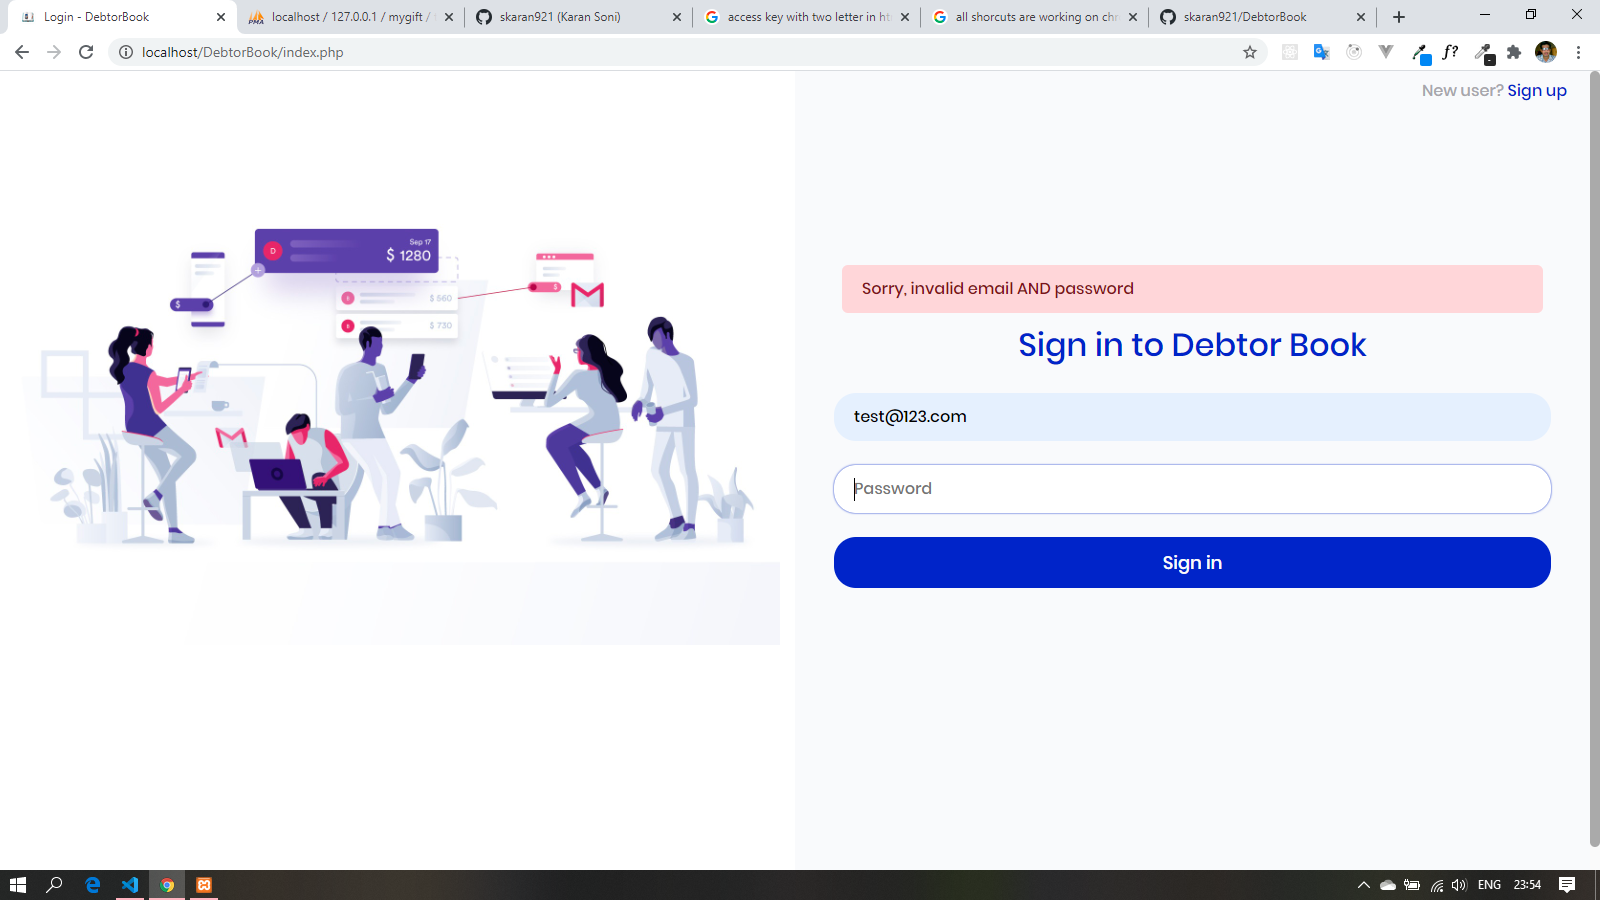 Login - DebtorBook
localhost / 127.0.0.1 / mygift /
skaran921 (Karan Soni)
access key with two letter in
all shorcuts are working on
skaran921/DebtorBook
localhost/DebtorBook/index.php
f?
New user? Sign up
Sep 17
D
$ 1280
$
$
$ 560
$ 730
Sorry, invalid email AND password
Sign in to Debtor Book
test@123.com
Password
Sign in
ENG
23:54